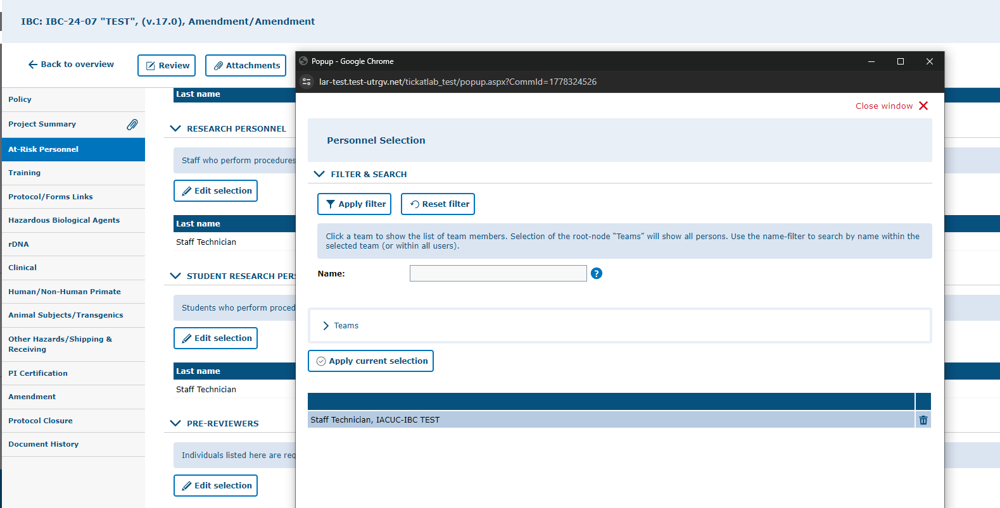 IBC: IBC-24-07 "TEST", (v.17.0), Amendment/Amendment
Back to overview
Review
Attachments
Policy
Project Summary
At-Risk Personnel
Training
Protocol/Forms Links
Hazardous Biological Agents
rDNA
Clinical
Human/Non-Human Primate
Animal Subjects/Transgenics
Other Hazards/Shipping &
Receiving
PI Certification
Amendment
Protocol Closure
Document History
Last name
RESEARCH PERSONNEL
Staff who perform procedures
Edit selection
Last name
Staff Technician
STUDENT RESEARCH PERS
Students who perform proced
Edit selection
Last name
Staff Technician
PRE-REVIEWERS
Individuals listed here are req
Edit selection
Popup - Google Chrome
lar-test.test-utrgv.net/tickatlab_test/popup.aspx?CommId=1778324526
Close window
Personnel Selection
FILTER & SEARCH
Apply filter
Reset filter
Click a team to show the list of team members. Selection of the root-node “Teams” will show all persons. Use the name-filter to search by name within the
selected team (or within all users).
Name:
?
Teams
Apply current selection
Staff Technician, IACUC-IBC TEST